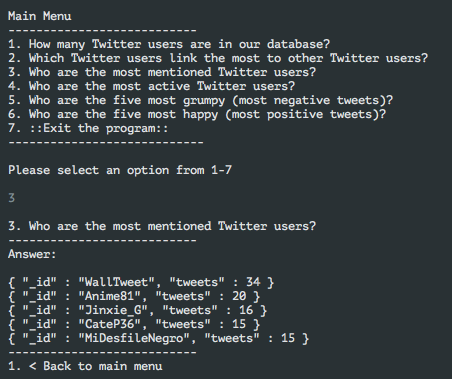 Main Menu
---------------------------
1. How many Twitter users are in our database?
2. Which Twitter users link the most to other Twitter users?
3. Who are the most mentioned Twitter users?
4. Who are the most active Twitter users?
5. Who are the five most grumpy (most negative tweets)?
6. Who are the five most happy (most positive tweets)?
7. ::Exit the program::
----------------------------
Please select an option from 1-7
3
3. Who are the most mentioned Twitter users?
---------------------------
Answer:
{ "_id" : "WallTweet", "tweets" : 34 }
{ "_id" : "Anime81", "tweets" : 20 }
{ "_id" : "Jinxie_G", "tweets" : 16 }
{ "_id" : "CateP36", "tweets" : 15 }
{ "_id" : "MiDesfileNegro", "tweets" : 15 }
---------------------------
1. < Back to main menu